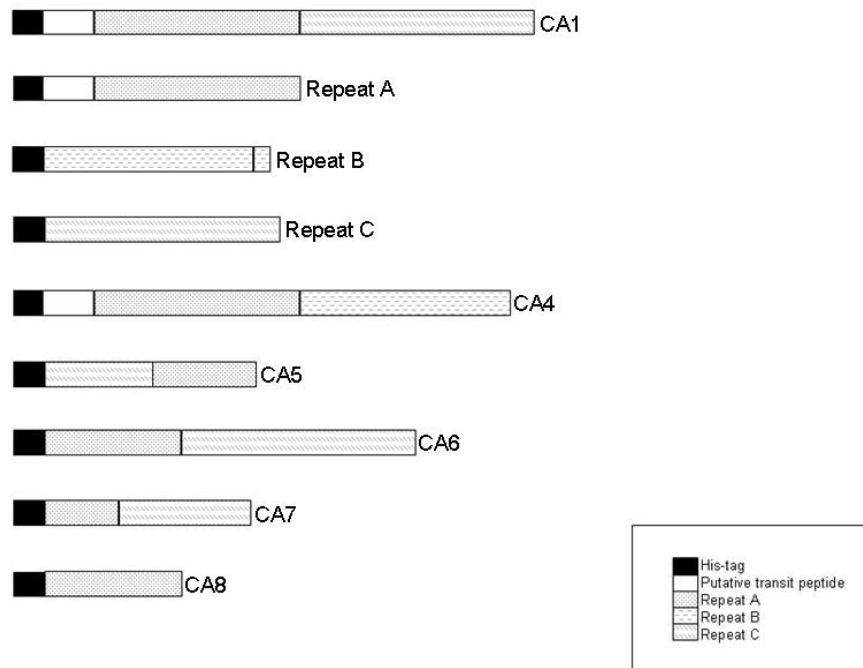 CA1
Repeat A
Repeat B
Repeat C
CA4
CA5
CA6
CA7
CA8
His-tag
Putative transit peptide
Repeat A
Repeat B
Repeat C